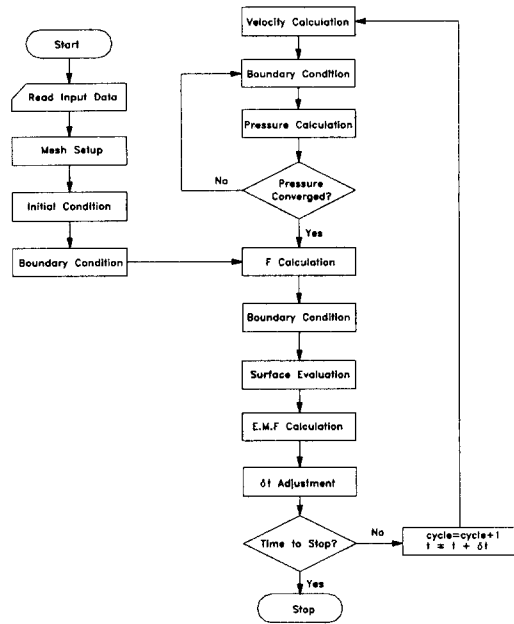 Start
Read Input Data
Mesh Setup
Initial Condition
Boundary Condition
Velocity Calculation
Boundary Condition
Pressure Calculation
Pressure
Converged?
No
Yes
F Calculation
Boundary Condition
Surface Evaluation
E.M.F Calculation
δt Adjustment
Time to Stop?
No
cycle=cycle+1
t = t + δt
Yes
Stop